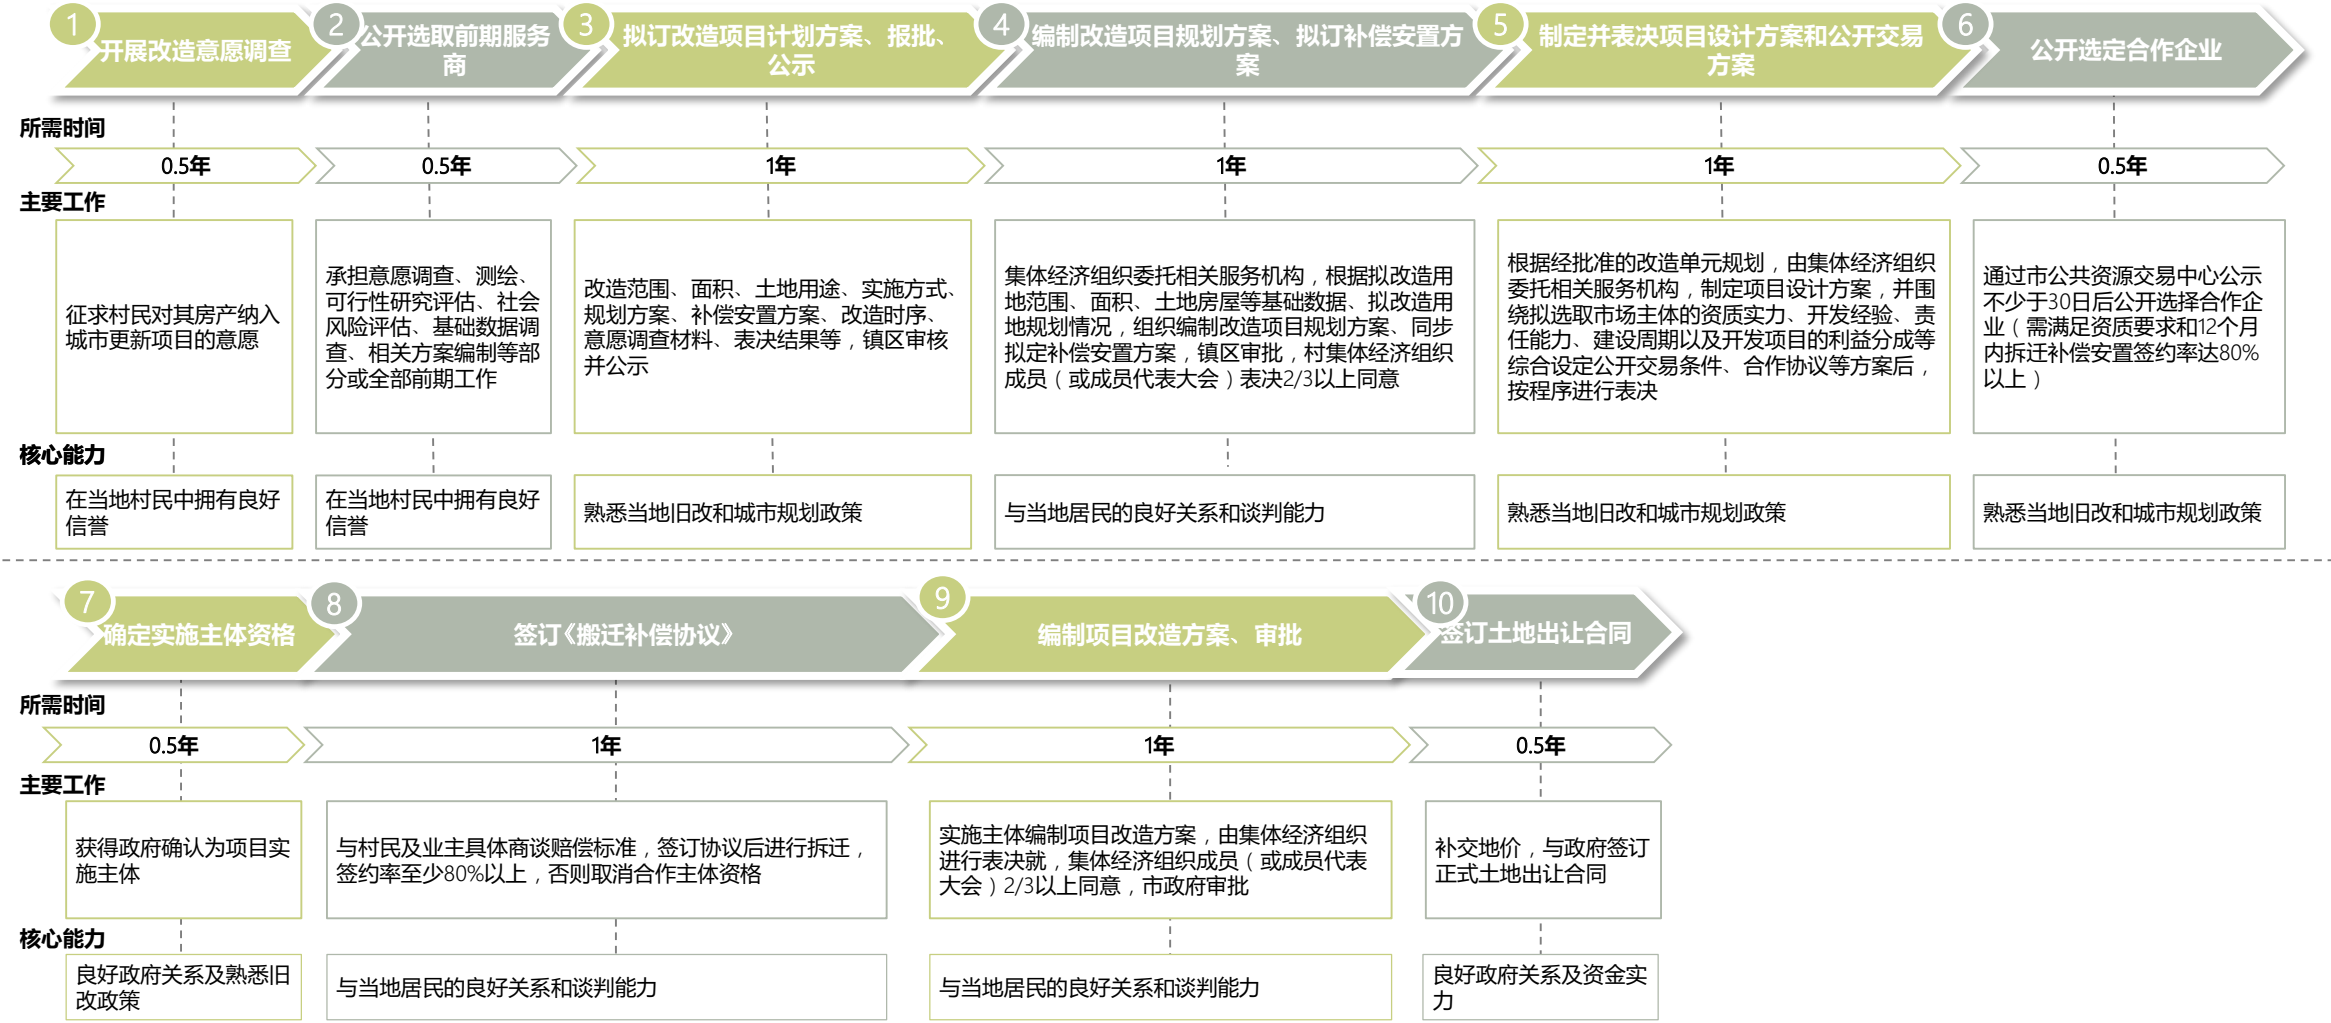 1
开展改造意愿调查
2
公开选取前期服务
商
3
拟订改造项目计划方案、报批、
公示
4
编制改造项目规划方案、拟订补偿安置方
案
5
制定并表决项目设计方案和公开交易
方案
6
公开选定合作企业
所需时间
0.5年
0.5年
1年
1年
1年
0.5年
主要工作
征求村民对其房产纳入
城市更新项目的意愿
承担意愿调查、测绘、
可行性研究评估、社会
风险评估、基础数据调
查、相关方案编制等部
分或全部前期工作
改造范围、面积、土地用途、实施方式、
规划方案、补偿安置方案、改造时序、
意愿调查材料、表决结果等，镇区审核
并公示
集体经济组织委托相关服务机构，根据拟改造用
地范围、面积、土地房屋等基础数据、拟改造用
地规划情况，组织编制改造项目规划方案、同步
拟定补偿安置方案，镇区审批，村集体经济组织
成员（或成员代表大会）表决2/3以上同意
根据经批准的改造单元规划，由集体经济组织
委托相关服务机构，制定项目设计方案，并围
绕拟选取市场主体的资质实力、开发经验、责
任能力、建设周期以及开发项目的利益分成等
综合设定公开交易条件、合作协议等方案后，
按程序进行表决
通过市公共资源交易中心公示
不少于30日后公开选择合作企
业（需满足资质要求和12个月
内拆迁补偿安置签约率达80%
以上）
核心能力
在当地村民中拥有良好
信誉
在当地村民中拥有良好
信誉
熟悉当地旧改和城市规划政策
与当地居民的良好关系和谈判能力
熟悉当地旧改和城市规划政策
熟悉当地旧改和城市规划政策
7
确定实施主体资格
8
签订《搬迁补偿协议》
9
编制项目改造方案、审批
10
签订土地出让合同
所需时间
0.5年
1年
1年
0.5年
主要工作
获得政府确认为项目实
施主体
与村民及业主具体商谈赔偿标准，签订协议后进行拆迁，
签约率至少80%以上，否则取消合作主体资格
实施主体编制项目改造方案，由集体经济组织
进行表决就，集体经济组织成员（或成员代表
大会）2/3以上同意，市政府审批
补交地价，与政府签订
正式土地出让合同
核心能力
良好政府关系及熟悉旧
改政策
与当地居民的良好关系和谈判能力
与当地居民的良好关系和谈判能力
良好政府关系及资金实
力